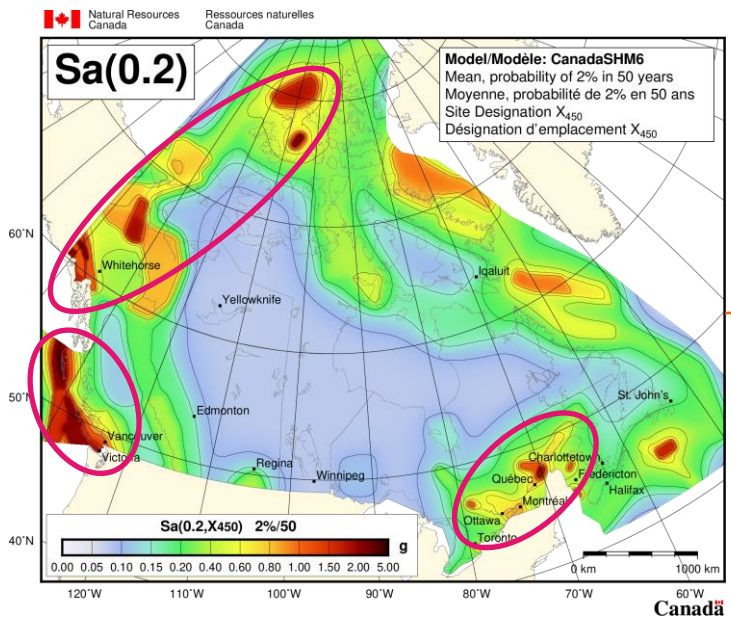 Natural Resources Ressources naturelles
Canada Canada
Sa(0.2)
Model/Modèle: CanadaSHM6
Mean, probability of 2% in 50 years
Moyenne, probabilité de 2% en 50 ans
Site Designation X450
Désignation d'emplacement X450
60˚N
Whitehorse
Iqaluit
Yellowknife
50˚N
Edmonton
St. John's
Vancouver
Victoria
Regina
Winnipeg
Charlottetown
Québec
Fredericton
Halifax
Montréal
Ottawa
Toronto
40˚N
Sa(0.2,X450) 2%/50
g
0.00 0.05 0.10 0.15 0.20 0.40 0.60 0.80 1.00 1.50 2.00 5.00
0 km 1000 km
120˚W 110˚W 100˚W 90˚W 80˚W 70˚W 60˚W
Canada